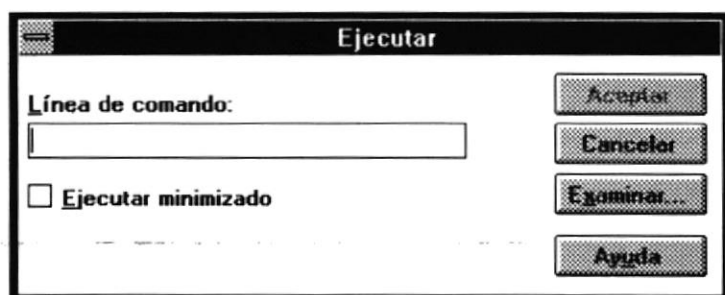 Ejecutar
Línea de comando:
Ejecutar minimizado
Aceptar
Cancelar
Examinar...
Ayuda